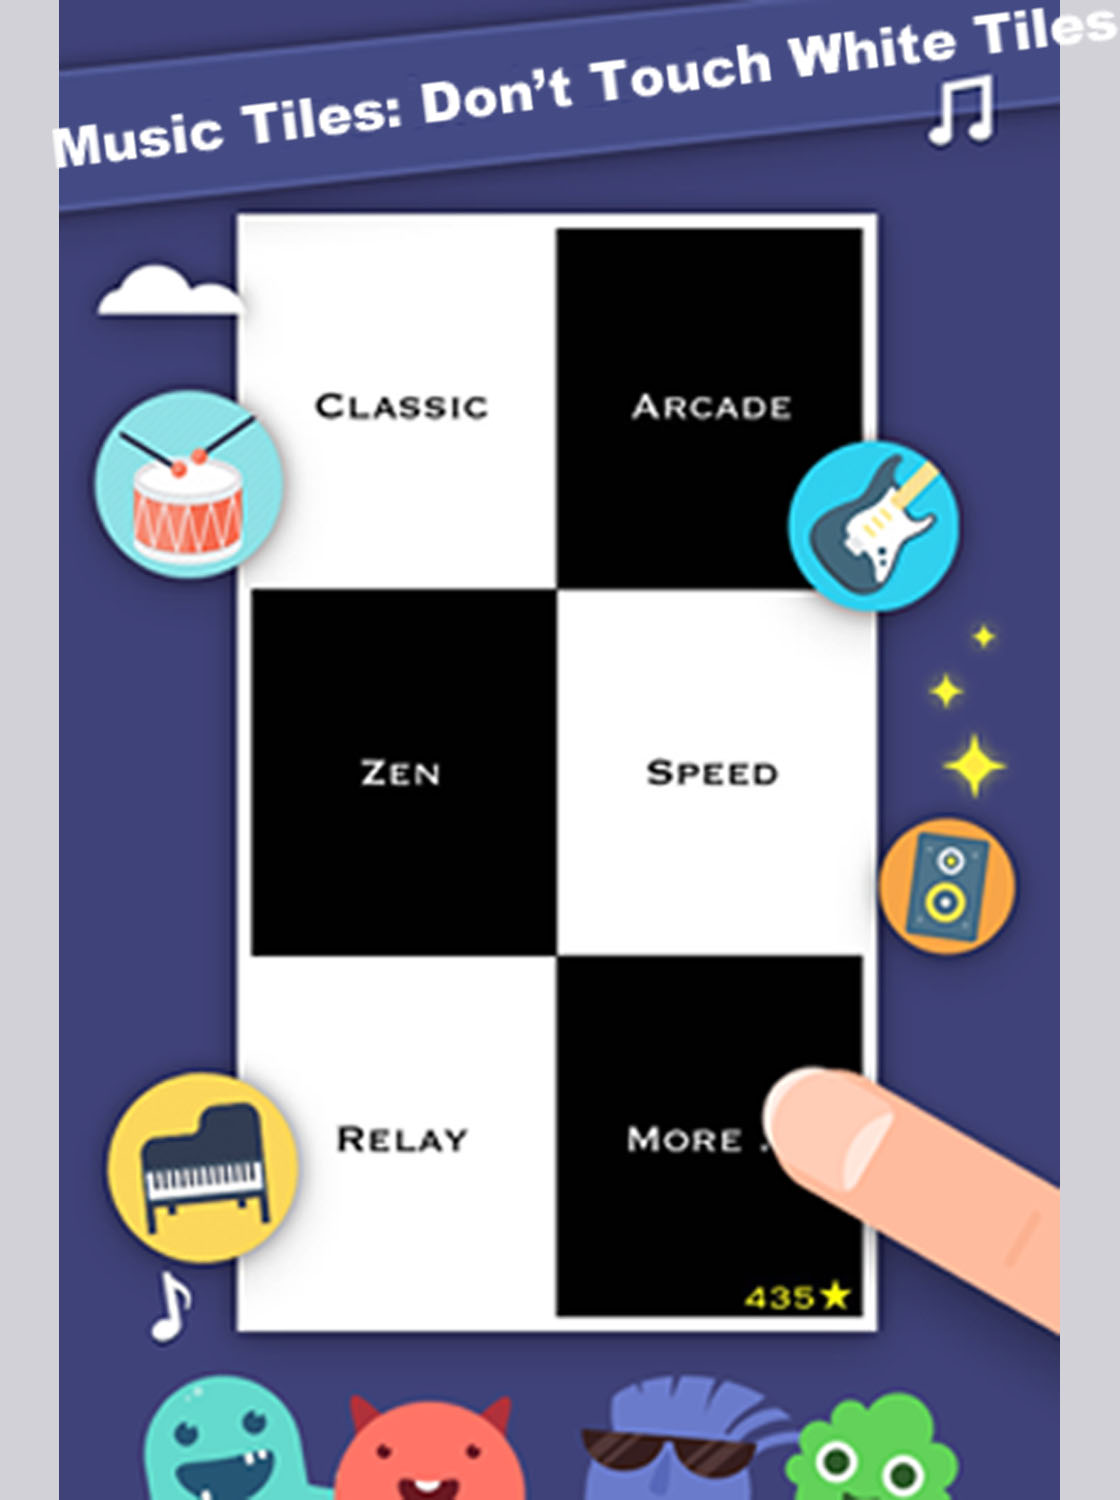 Music Tiles: Don't Touch White Tiles
CLASSIC
ARCADE
ZEN
SPEED
RELAY
MORE .
435★